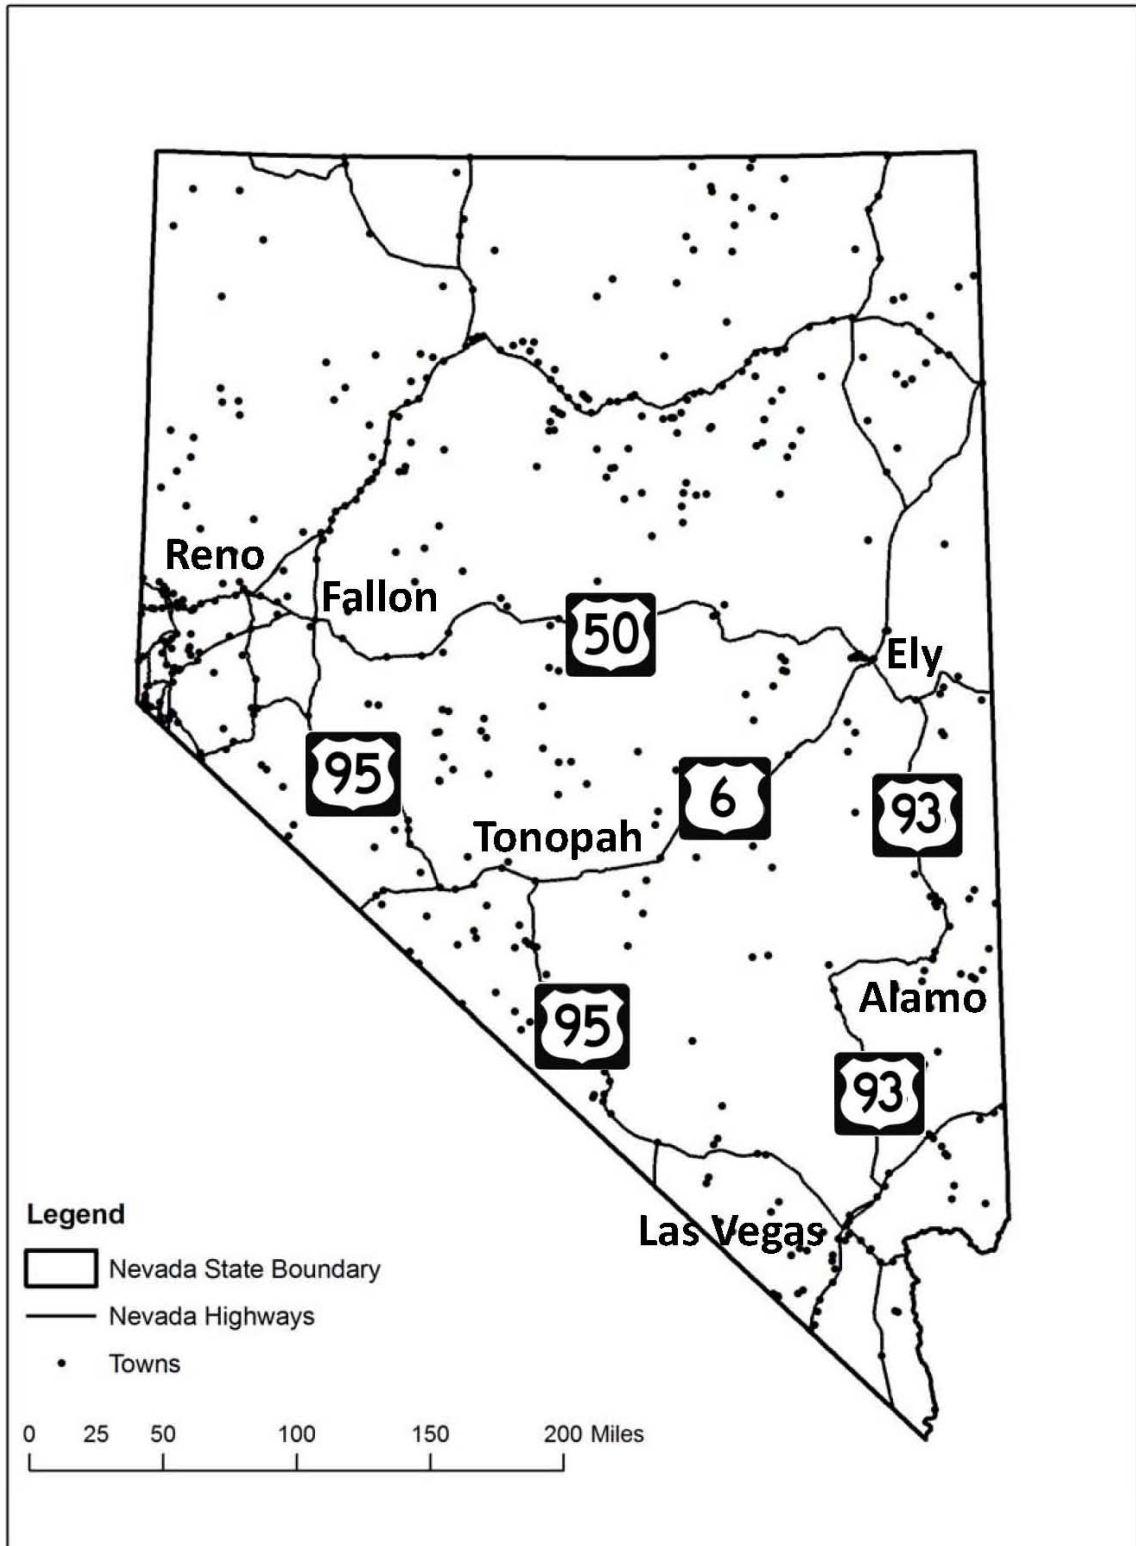 Reno
Fallon
50
Ely
95
6
93
Tonopah
Alamo
95
93
Las Vegas
Legend
Nevada State Boundary
Nevada Highways
Towns
0 25 50 100 150 200 Miles